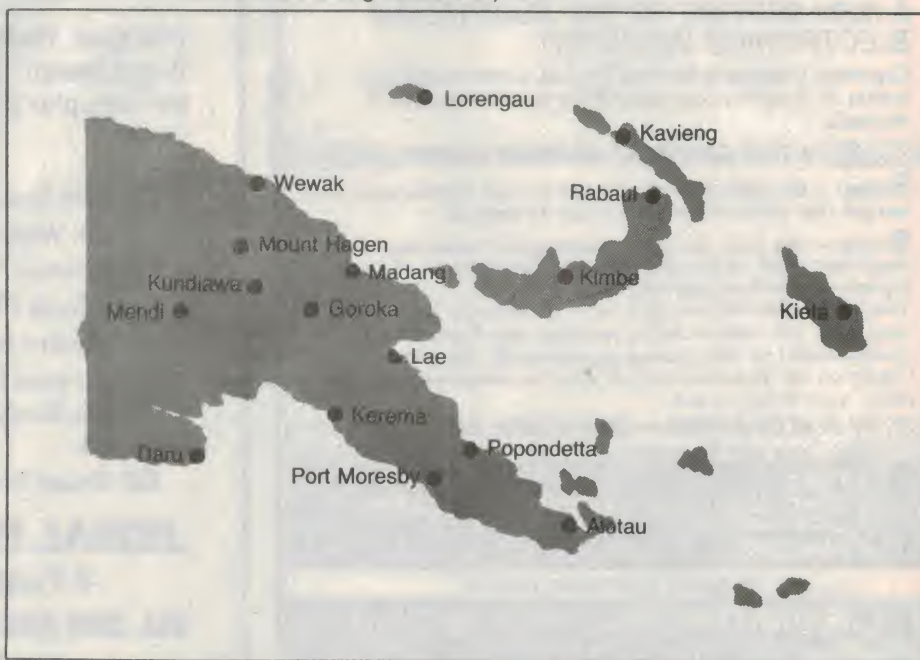 Lorengau
Kavieng
Wewak
Rabaul
Mount Hagen
Madang
Kundiawa
Kimbe
Mendi
Goroka
Kieta
Lae
Kerema
Daru
Popondetta
Port Moresby
Alotau